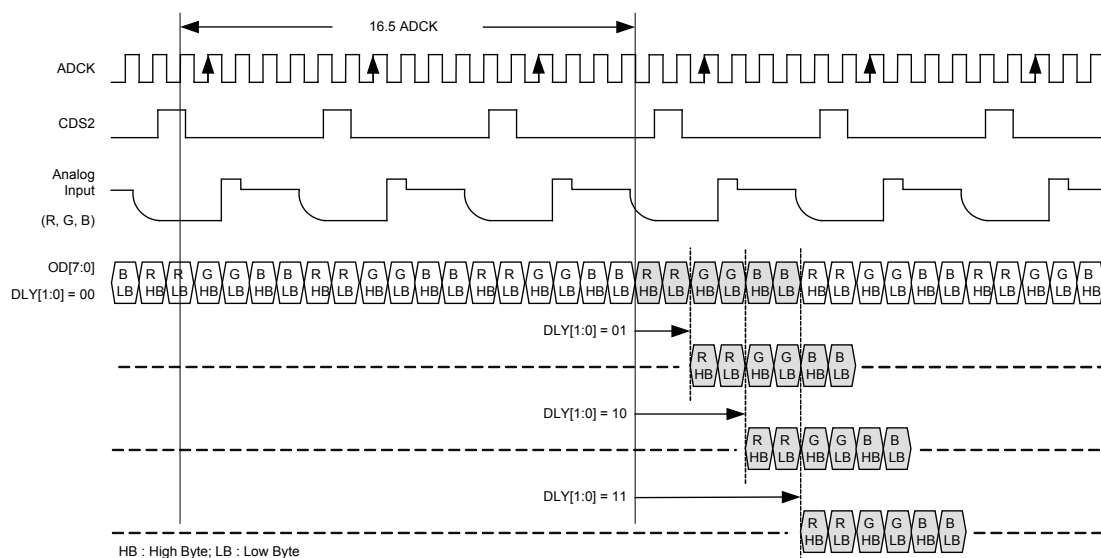 16.5 ADCK
ADCK
CDS2
Analog
Input
(R, G, B)
OD[7:0]
B R R G G B B R R G G B B R R G G B B R R G G B B R R G G B B R R G G B
DLY[1:0] = 00
LB HB LB HB LB HB LB HB LB HB LB HB LB HB LB HB LB HB LB HB LB HB LB HB LB HB LB HB LB HB LB HB LB HB LB HB
DLY[1:0] = 01
R R G G B B
HB LB HB LB HB LB
DLY[1:0] = 10
R R G G B B
HB LB HB LB HB LB
DLY[1:0] = 11
R R G G B B
HB LB HB LB HB LB
HB : High Byte; LB : Low Byte